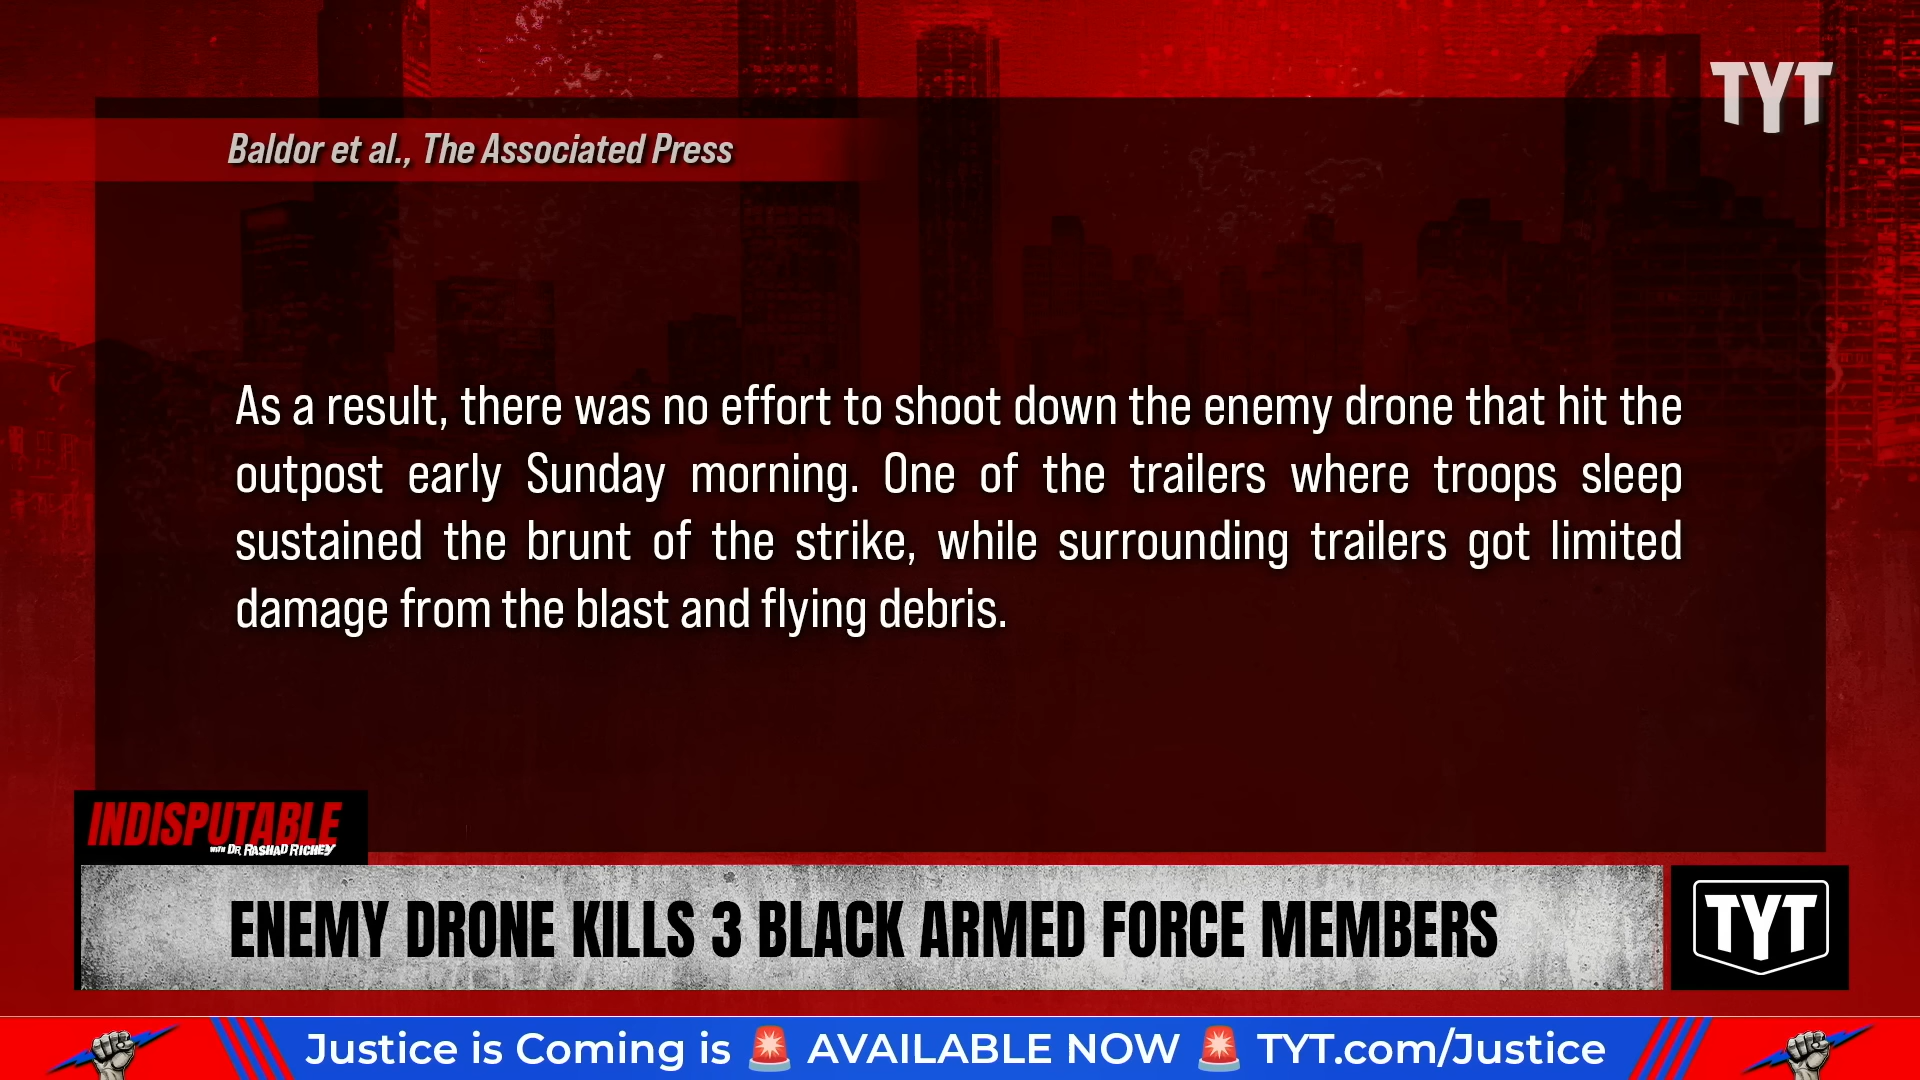 TYT
Baldor et al., The Associated Press
As a result, there was no effort to shoot down the enemy drone that hit the
outpost early Sunday morning. One of the trailers where troops sleep
sustained the brunt of the strike, while surrounding trailers got limited
damage from the blast and flying debris.
INDISPUTABLE
WITH DR RASHAD RICHEY
ENEMY DRONE KILLS 3 BLACK ARMED FORCE MEMBERS
TYT
Justice is Coming is 🚨 AVAILABLE NOW 🚨 TYT.com/Justice